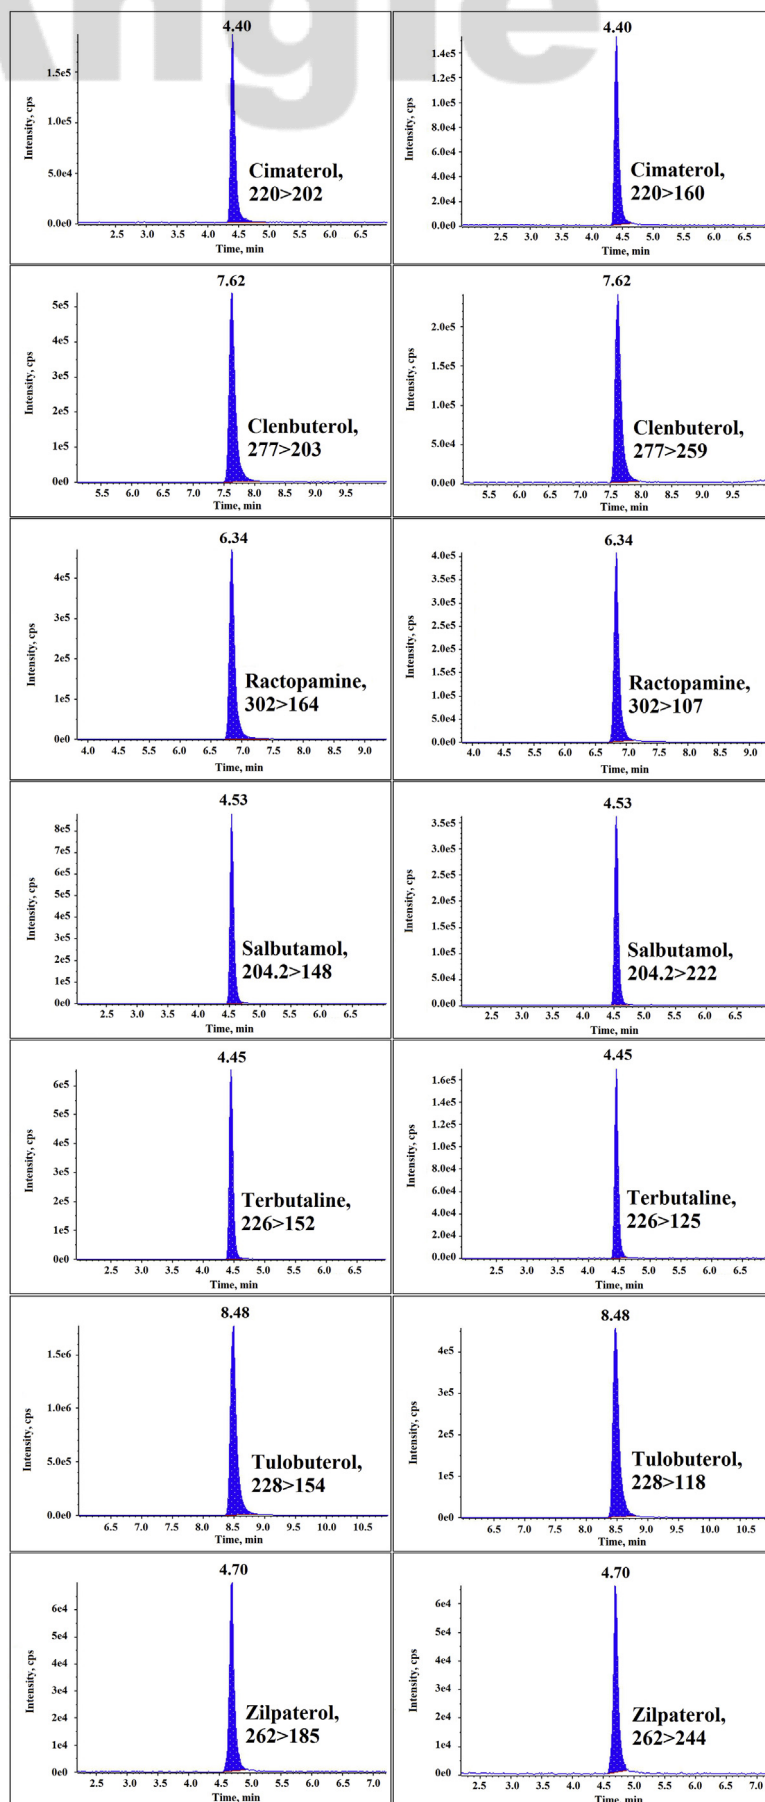 Angle
4.40
Intensity, cps
1.5e5
1.0e5
5.0e4
0.0e0
Cimaterol,
220>202
2.5 3.0 3.5 4.0 4.5 5.0 5.5 6.0 6.5
Time, min
4.40
Intensity, cps
1.4e5
1.2e5
1.0e5
8.0e4
6.0e4
4.0e4
2.0e4
0.0e0
Cimaterol,
220>160
2.5 3.0 3.5 4.0 4.5 5.0 5.5 6.0 6.5
Time, min
7.62
Intensity, cps
5e5
4e5
3e5
2e5
1e5
0e0
Clenbuterol,
277>203
5.5 6.0 6.5 7.0 7.5 8.0 8.5 9.0 9.5
Time, min
7.62
Intensity, cps
2.0e5
1.5e5
1.0e5
5.0e4
0.0e0
Clenbuterol,
277>259
5.5 6.0 6.5 7.0 7.5 8.0 8.5 9.0 9.5
Time, min
6.34
Intensity, cps
4e5
3e5
2e5
1e5
0e0
Ractopamine,
302>164
4.0 4.5 5.0 5.5 6.0 6.5 7.0 7.5 8.0 8.5 9.0
Time, min
6.34
Intensity, cps
4.0e5
3.5e5
3.0e5
2.5e5
2.0e5
1.5e5
1.0e5
5.0e4
0.0e0
Ractopamine,
302>107
4.0 4.5 5.0 5.5 6.0 6.5 7.0 7.5 8.0 8.5 9.0
Time, min
4.53
Intensity, cps
8e5
7e5
6e5
5e5
4e5
3e5
2e5
1e5
0e0
Salbutamol,
204.2>148
2.5 3.0 3.5 4.0 4.5 5.0 5.5 6.0 6.5
Time, min
4.53
Intensity, cps
3.5e5
3.0e5
2.5e5
2.0e5
1.5e5
1.0e5
5.0e4
0.0e0
Salbutamol,
204.2>222
2.5 3.0 3.5 4.0 4.5 5.0 5.5 6.0 6.5
Time, min
4.45
Intensity, cps
6e5
5e5
4e5
3e5
2e5
1e5
0e0
Terbutaline,
226>152
2.5 3.0 3.5 4.0 4.5 5.0 5.5 6.0 6.5
Time, min
4.45
Intensity, cps
1.6e5
1.4e5
1.2e5
1.0e5
8.0e4
6.0e4
4.0e4
2.0e4
0.0e0
Terbutaline,
226>125
2.5 3.0 3.5 4.0 4.5 5.0 5.5 6.0 6.5
Time, min
8.48
Intensity, cps
1.5e6
1.0e6
5.0e5
0.0e0
Tulobuterol,
228>154
6.5 7.0 7.5 8.0 8.5 9.0 9.5 10.0 10.5
Time, min
8.48
Intensity, cps
4e5
3e5
2e5
1e5
0e0
Tulobuterol,
228>118
6.5 7.0 7.5 8.0 8.5 9.0 9.5 10.0 10.5
Time, min
4.70
Intensity, cps
6e4
5e4
4e4
3e4
2e4
1e4
0e0
Zilpaterol,
262>185
2.5 3.0 3.5 4.0 4.5 5.0 5.5 6.0 6.5 7.0
Time, min
4.70
Intensity, cps
6e4
5e4
4e4
3e4
2e4
1e4
0e0
Zilpaterol,
262>244
2.5 3.0 3.5 4.0 4.5 5.0 5.5 6.0 6.5 7.0
Time, min